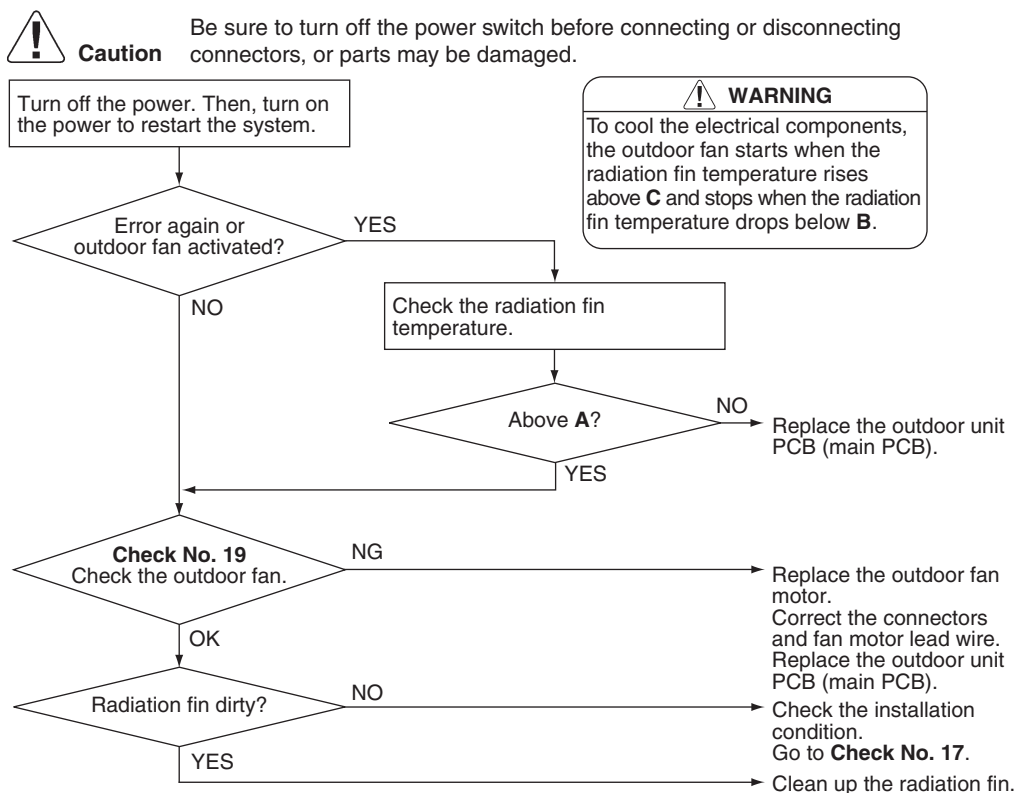 Caution
Be sure to turn off the power switch before connecting or disconnecting
connectors, or parts may be damaged.
Turn off the power. Then, turn on
the power to restart the system.
WARNING
To cool the electrical components,
the outdoor fan starts when the
radiation fin temperature rises
above C and stops when the radiation
fin temperature drops below B.
Error again or
outdoor fan activated?
YES
NO
Check the radiation fin
temperature.
Above A?
NO
Replace the outdoor unit
PCB (main PCB).
YES
Check No. 19
Check the outdoor fan.
NG
Replace the outdoor fan
motor.
Correct the connectors
and fan motor lead wire.
Replace the outdoor unit
PCB (main PCB).
OK
Radiation fin dirty?
NO
Check the installation
condition.
Go to Check No. 17.
YES
Clean up the radiation fin.